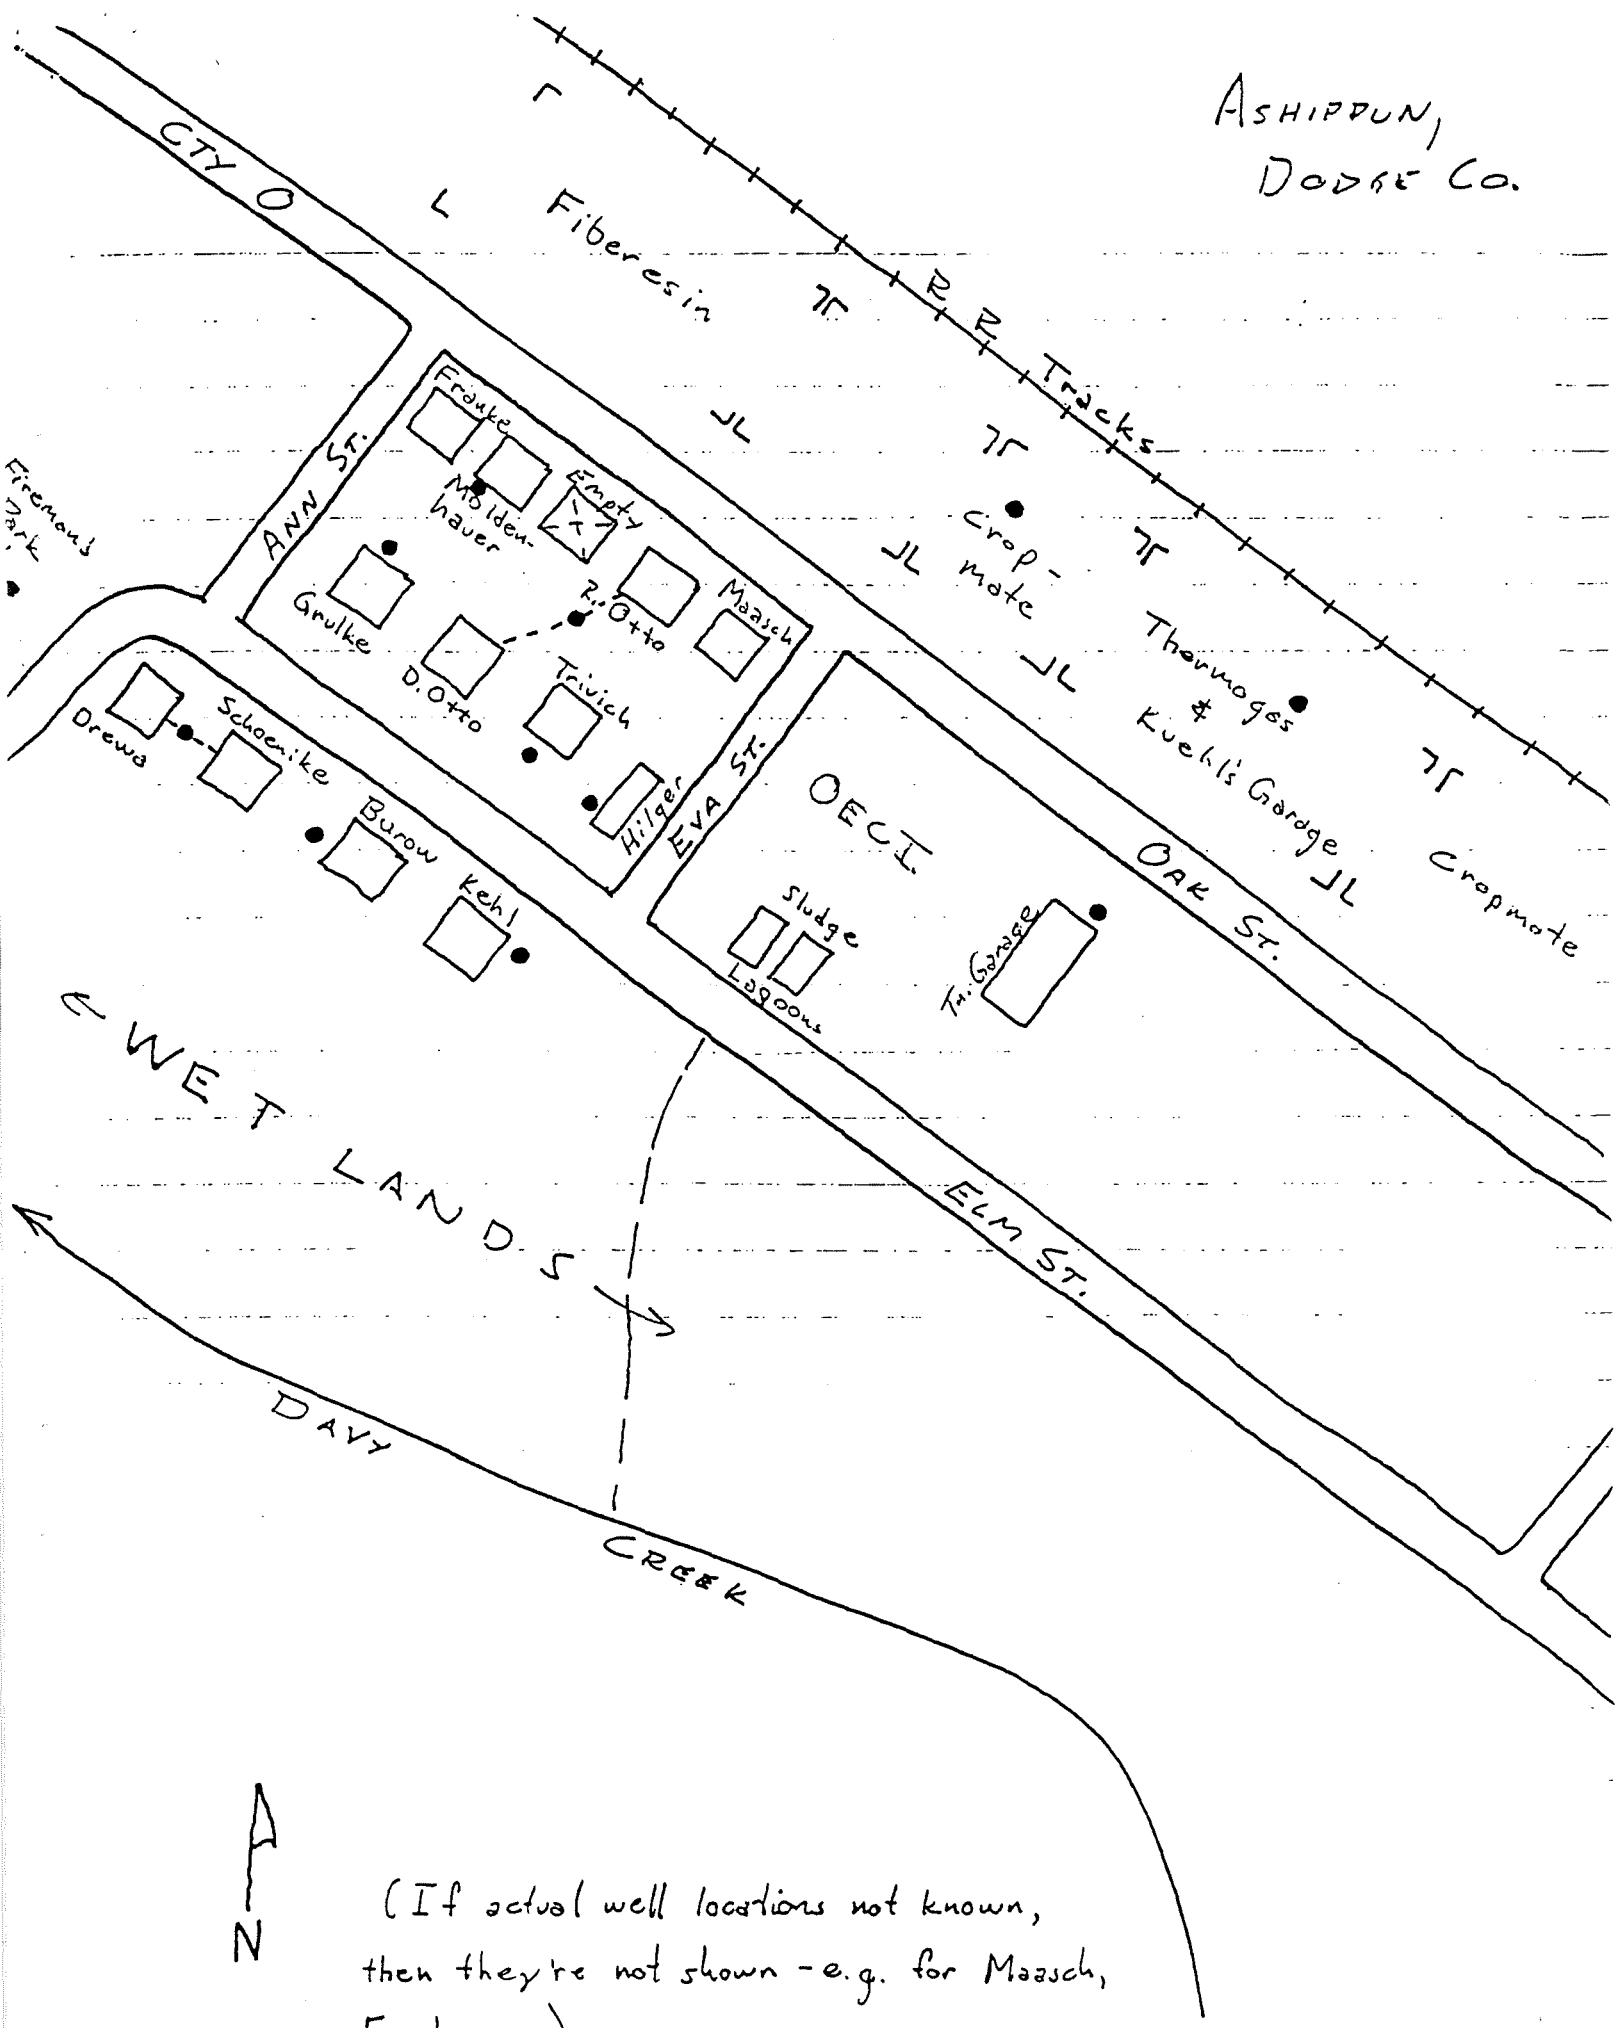 ASHIPPUN,
DODGE CO.
CTY O
Fiberesin
RR Tracks
Franke
Molden-
hauer
Empty
R. Otto
Maasch
ANN ST.
Fireman's
Park
Grulke
D. Otto
Trivich
Hilger
EVA ST.
Crop-
mate
Thermogas
&
Kuehl's Garage
Cropmate
Drewa
Schoenike
Burow
Kehl
OECI.
Sludge
Lagoons
Tn. Garage
OAK ST.
WET LANDS
ELM ST.
DAVY CREEK
N
(If actual well locations not known,
then they're not shown - e.g. for Maasch,